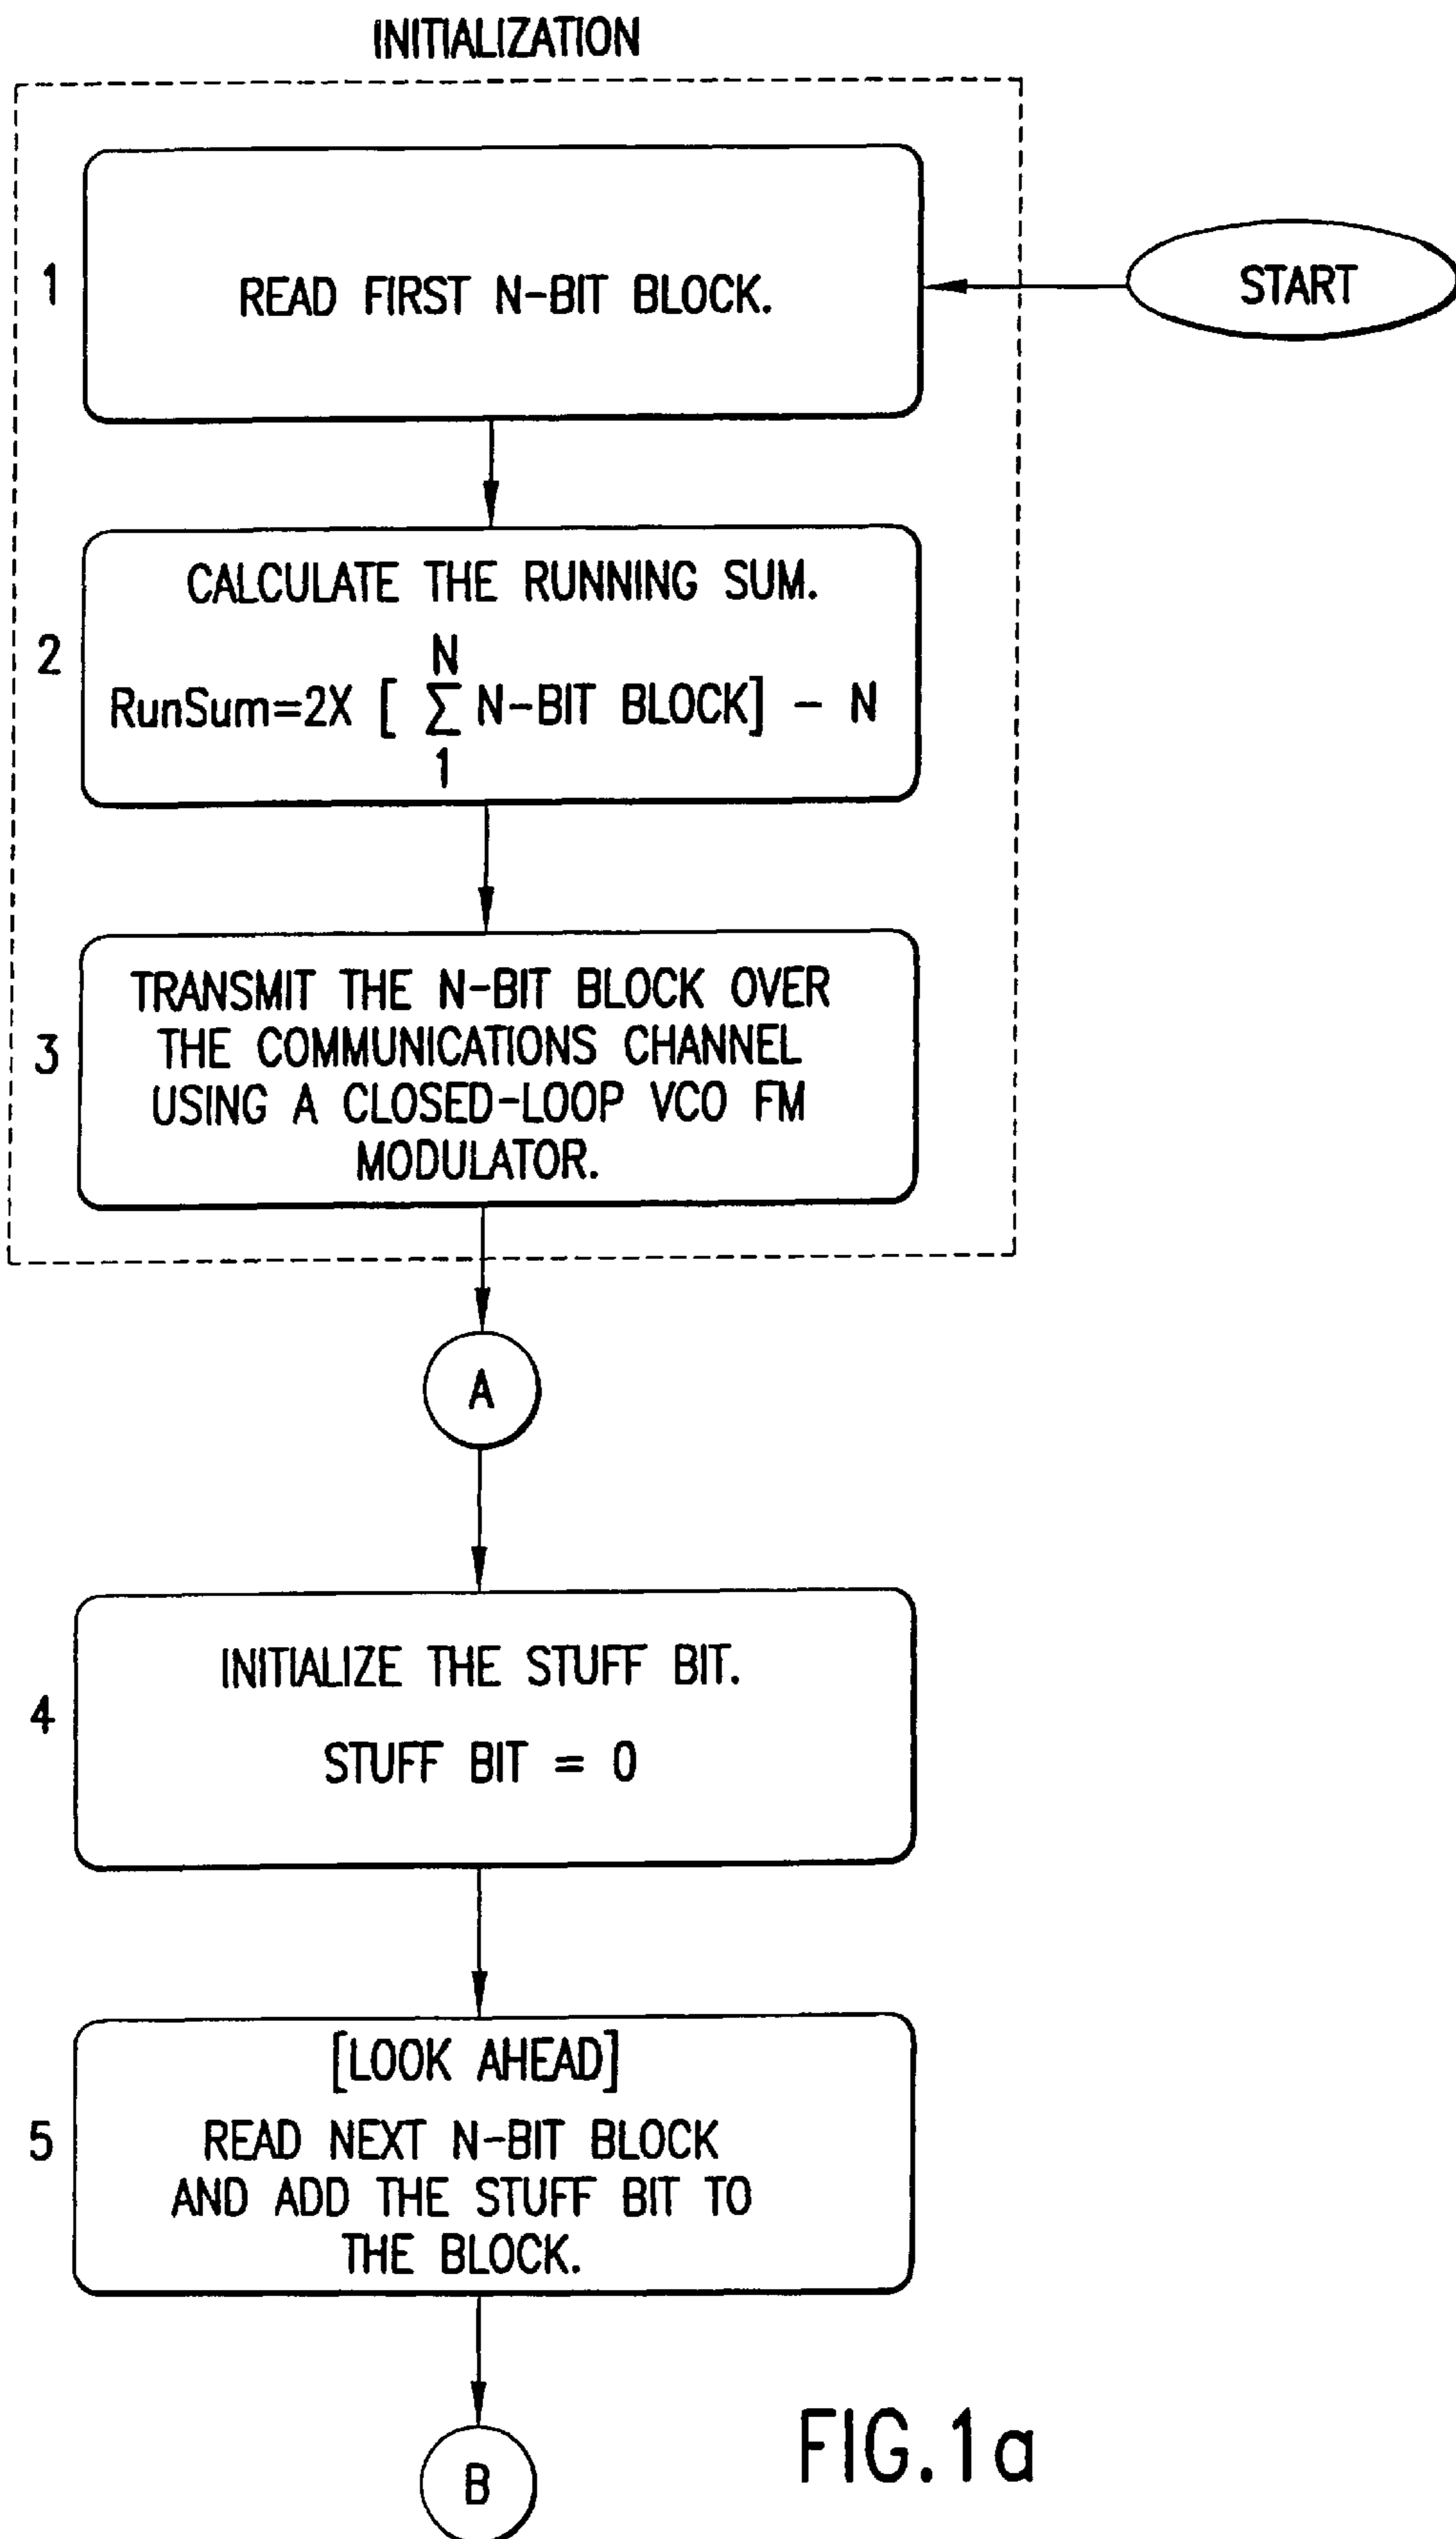 INITIALIZATION
1
READ FIRST N-BIT BLOCK.
START
2
CALCULATE THE RUNNING SUM.
N
RunSum=2X [ Σ N-BIT BLOCK] - N
1
3
TRANSMIT THE N-BIT BLOCK OVER
THE COMMUNICATIONS CHANNEL
USING A CLOSED-LOOP VCO FM
MODULATOR.
A
4
INITIALIZE THE STUFF BIT.
STUFF BIT = 0
5
[LOOK AHEAD]
READ NEXT N-BIT BLOCK
AND ADD THE STUFF BIT TO
THE BLOCK.
B
FIG.1a